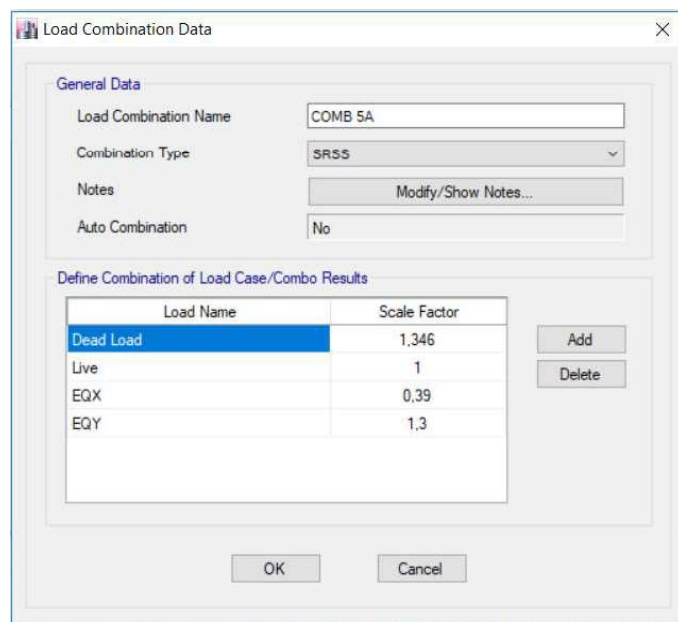 Load Combination Data
General Data
Load Combination Name COMB 5A
Combination Type SRSS
Notes Modify/Show Notes...
Auto Combination No
Define Combination of Load Case/Combo Results
Load Name Scale Factor
Dead Load 1,346 Add
Live 1 Delete
EQX 0,39
EQY 1,3
OK Cancel